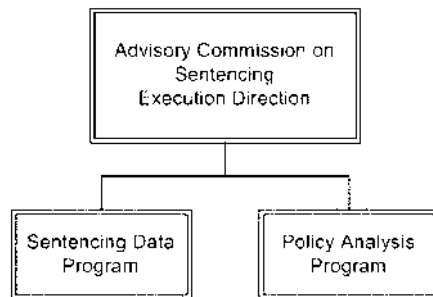 Advisory Commission on
Sentencing
Execution Direction
Sentencing Data
Program
Policy Analysis
Program